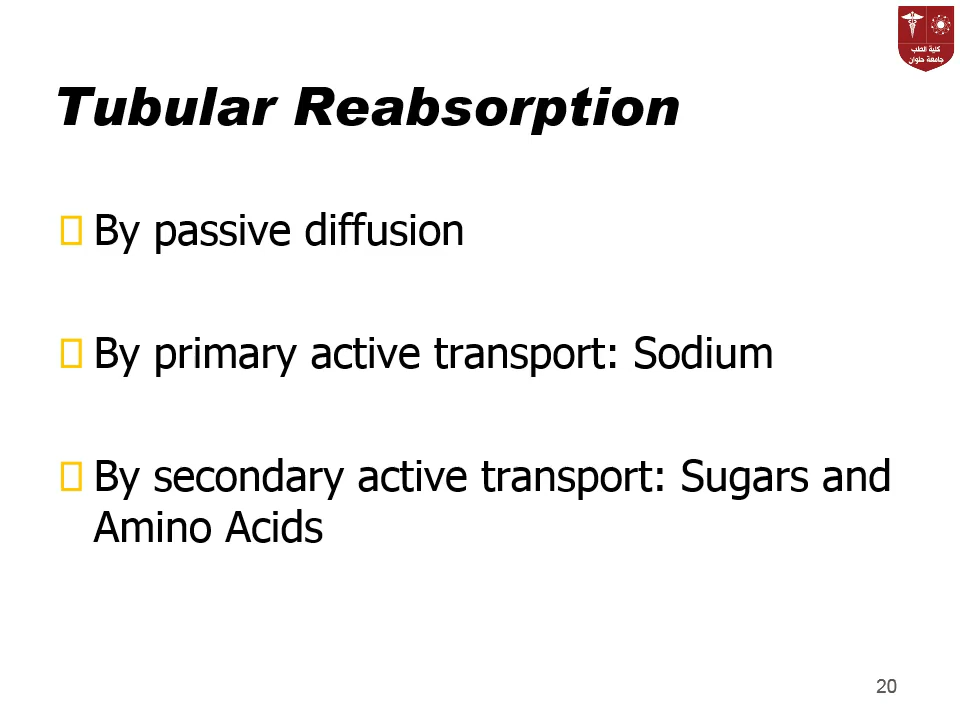 كلية الطب
جامعة حلوان
Tubular Reabsorption
By passive diffusion
By primary active transport: Sodium
By secondary active transport: Sugars and
Amino Acids
20